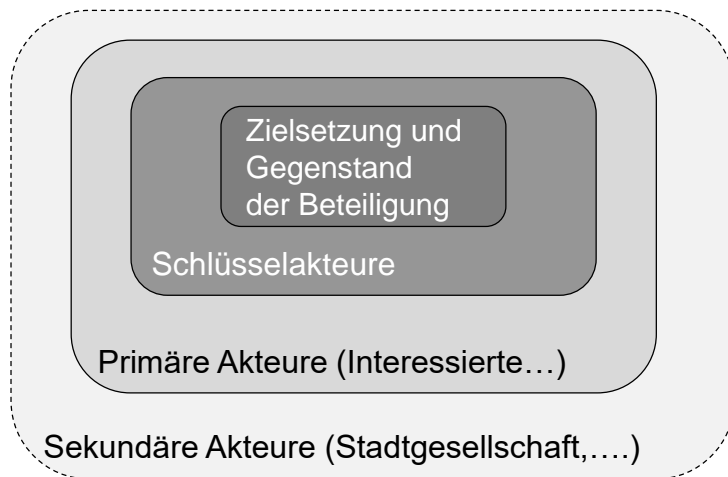 Zielsetzung und
Gegenstand
der Beteiligung
Schlüsselakteure
Primäre Akteure (Interessierte…)
Sekundäre Akteure (Stadtgesellschaft,….)